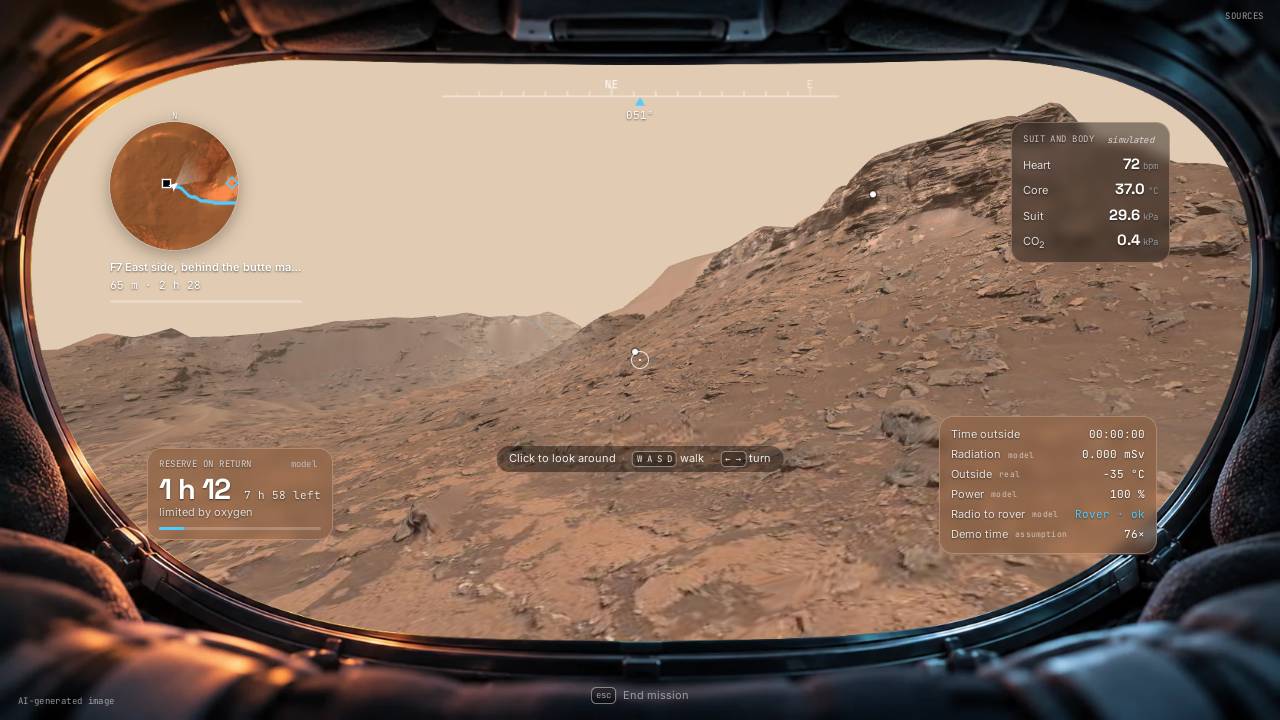 SOURCES
NE E
051°
N
F7 East side, behind the butte ma…
65 m · 2 h 28
SUIT AND BODY simulated
Heart 72 bpm
Core 37.0 °C
Suit 29.6 kPa
CO2 0.4 kPa
RESERVE ON RETURN model
1 h 12 7 h 58 left
limited by oxygen
Click to look around · W A S D walk · ← → turn
Time outside 00:00:00
Radiation model 0.000 mSv
Outside real -35 °C
Power model 100 %
Radio to rover model Rover · ok
Demo time assumption 76×
esc End mission
AI-generated image